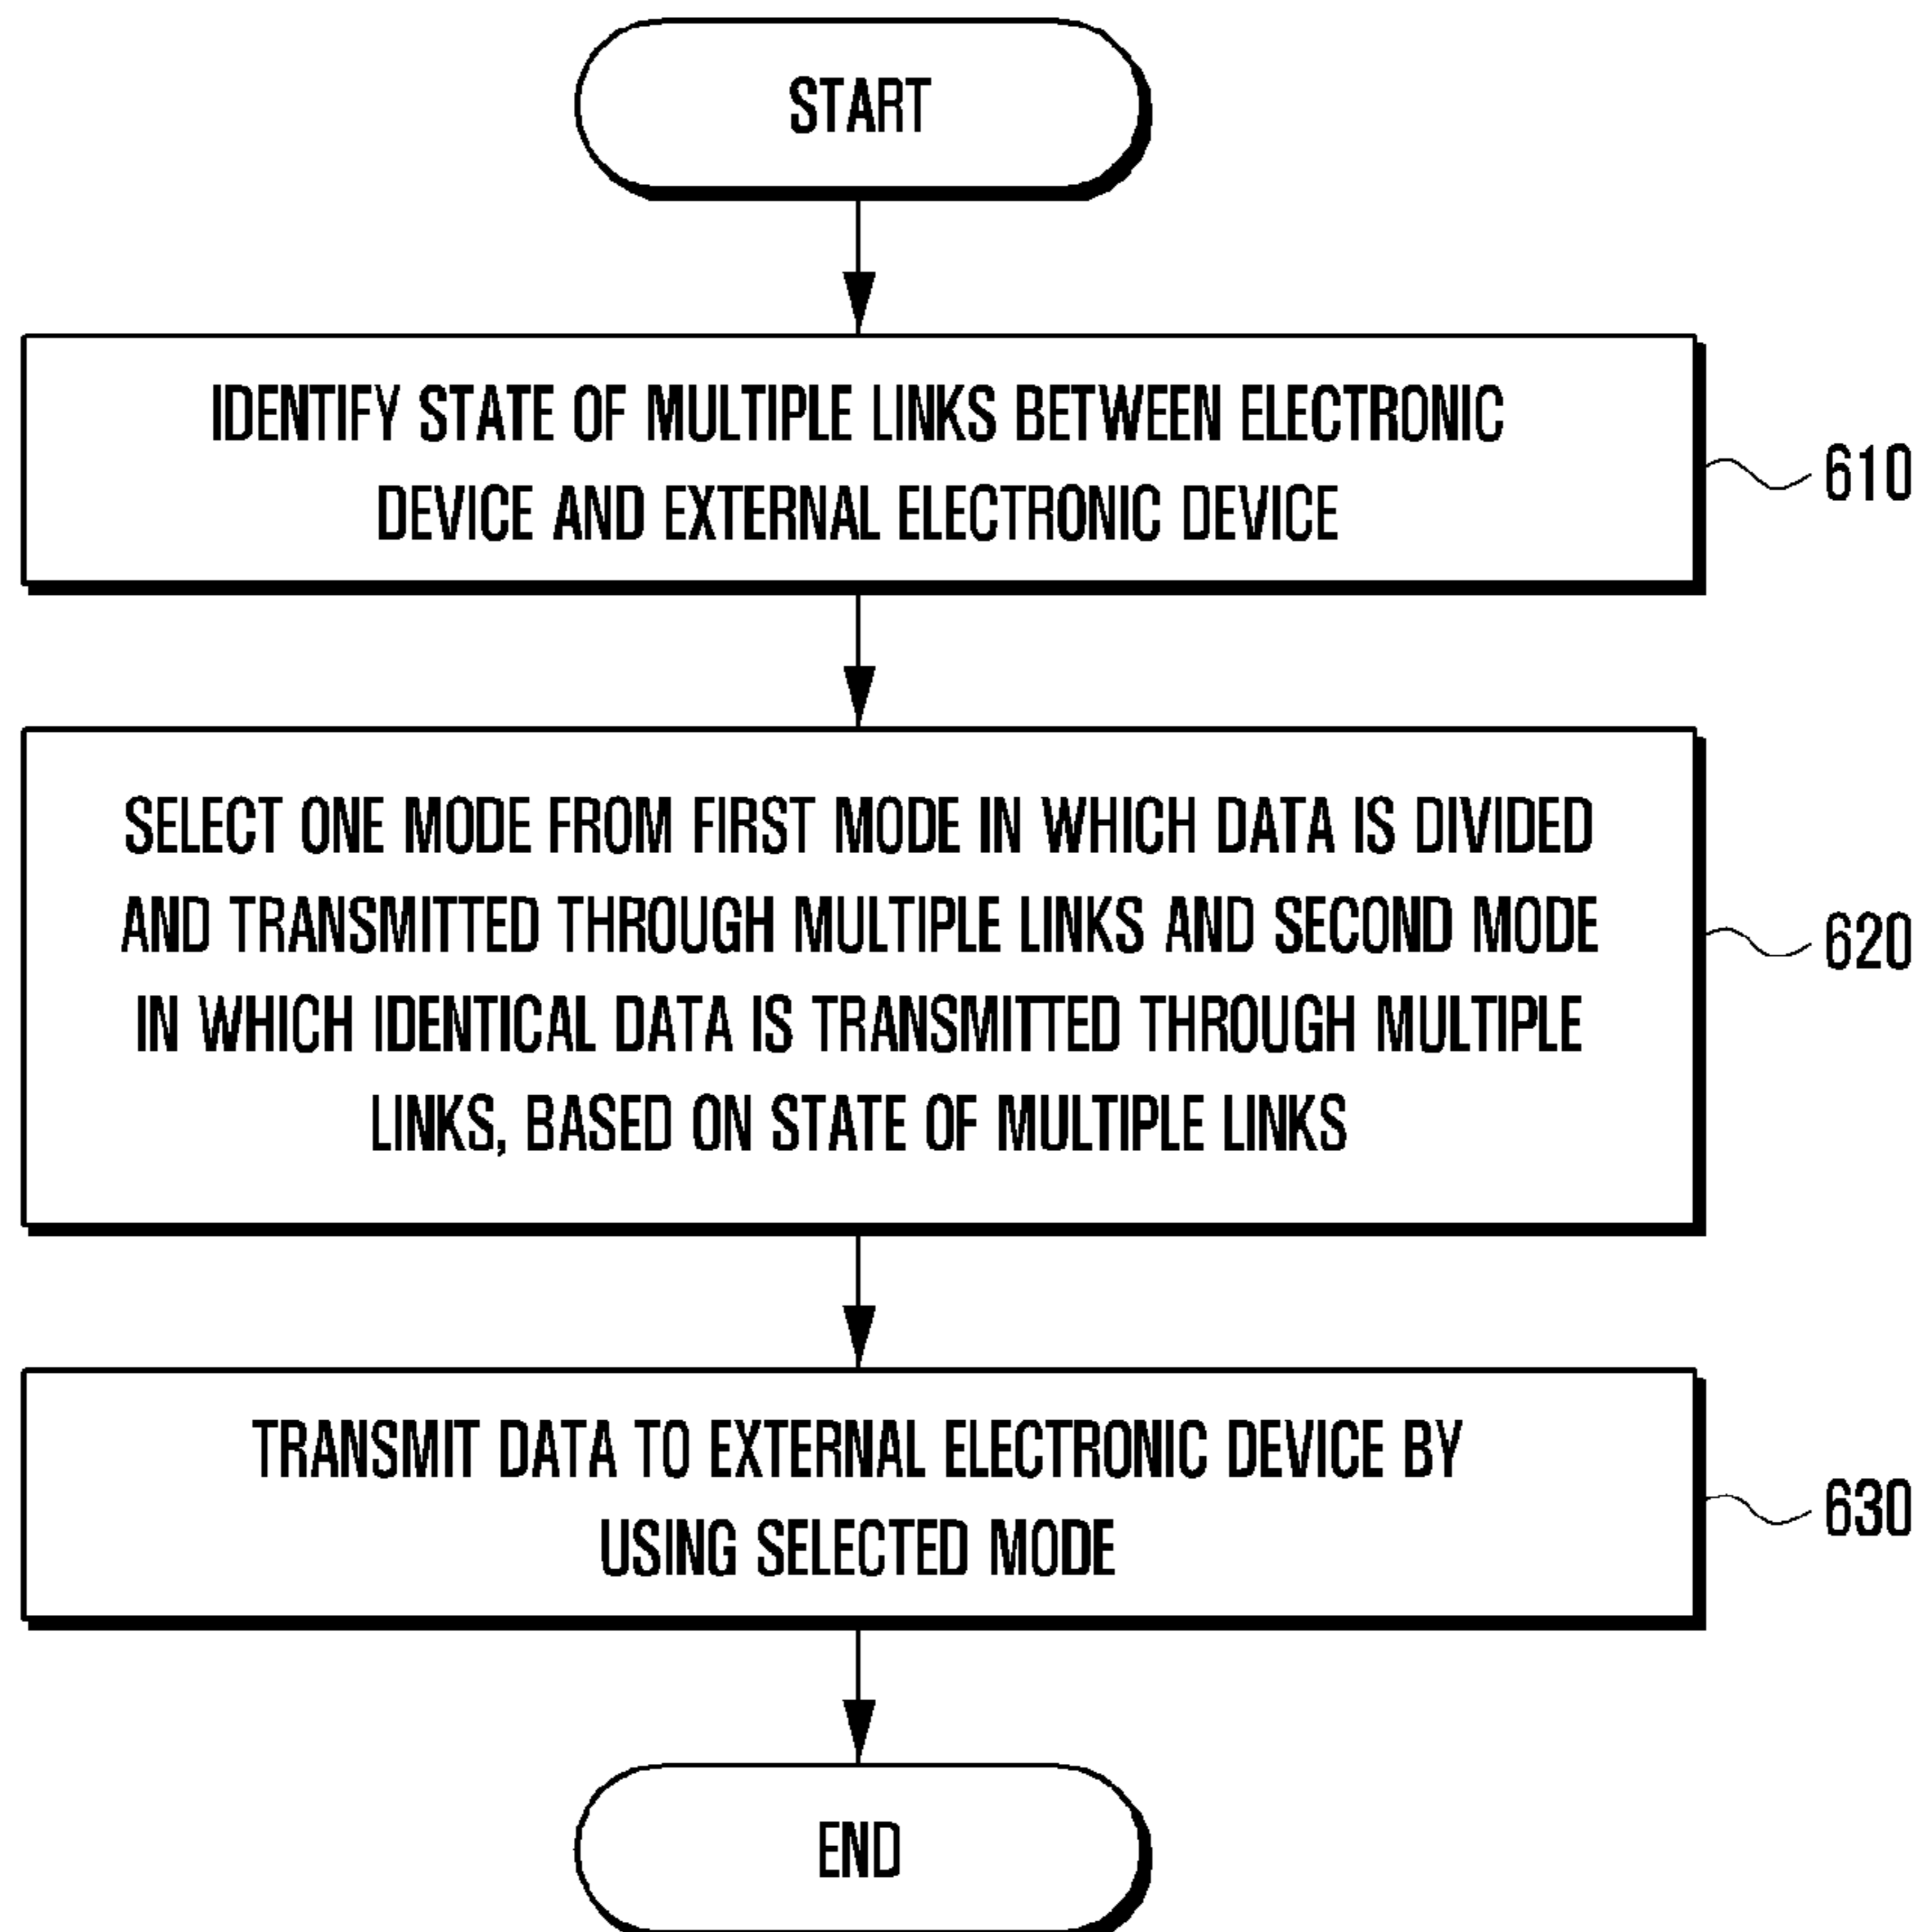 START
IDENTIFY STATE OF MULTIPLE LINKS BETWEEN ELECTRONIC
DEVICE AND EXTERNAL ELECTRONIC DEVICE
610
SELECT ONE MODE FROM FIRST MODE IN WHICH DATA IS DIVIDED
AND TRANSMITTED THROUGH MULTIPLE LINKS AND SECOND MODE
IN WHICH IDENTICAL DATA IS TRANSMITTED THROUGH MULTIPLE
LINKS, BASED ON STATE OF MULTIPLE LINKS
620
TRANSMIT DATA TO EXTERNAL ELECTRONIC DEVICE BY
USING SELECTED MODE
630
END